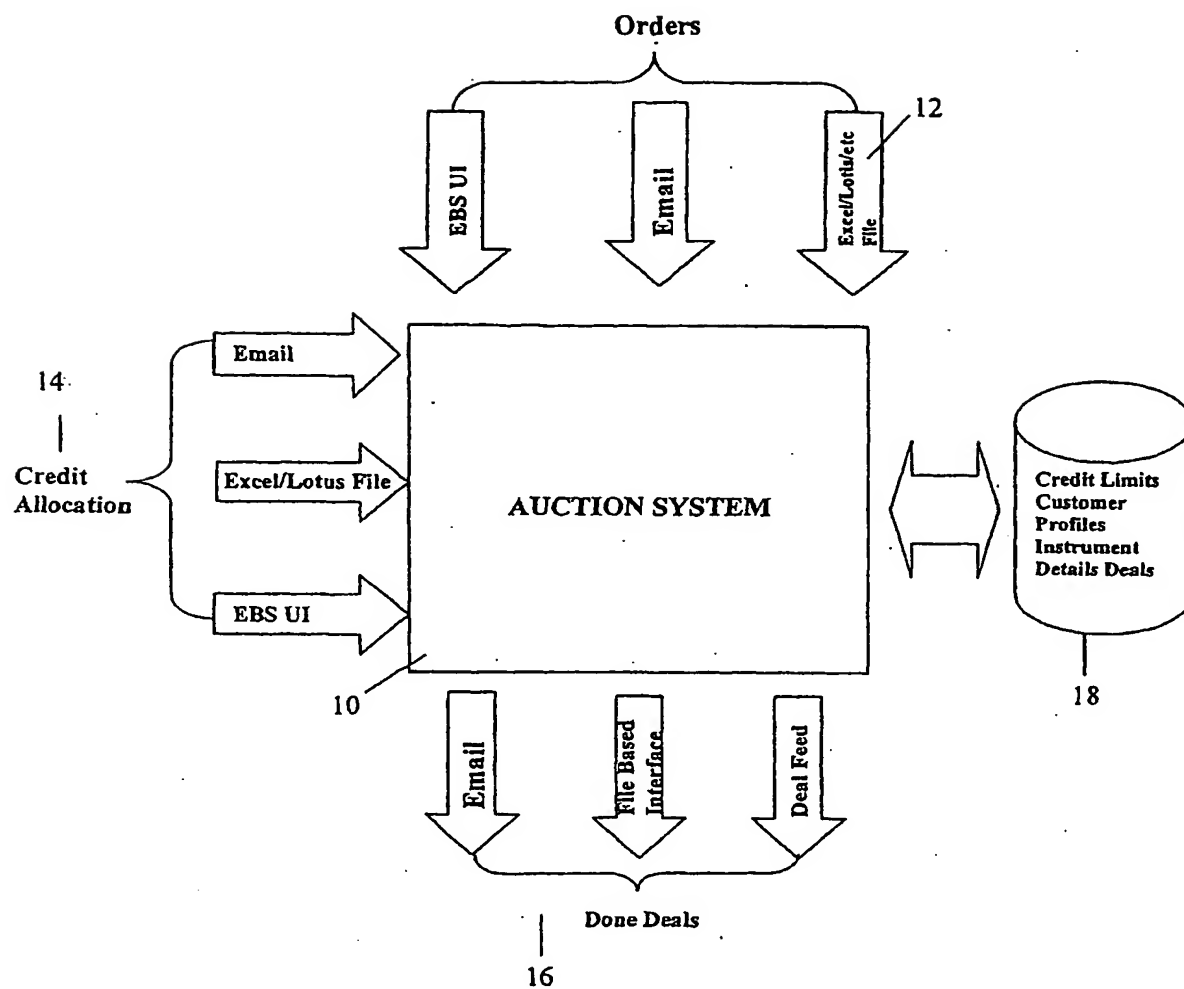 Orders
12
EBS UI
Email
Excel/Lotis/etc
File
Email
14
Credit
Allocation
Excel/Lotus File
AUCTION SYSTEM
Credit Limits
Customer
Profiles
Instrument
Details Deals
EBS UI
10
18
Email
File Based
Interface
Deal Feed
Done Deals
16